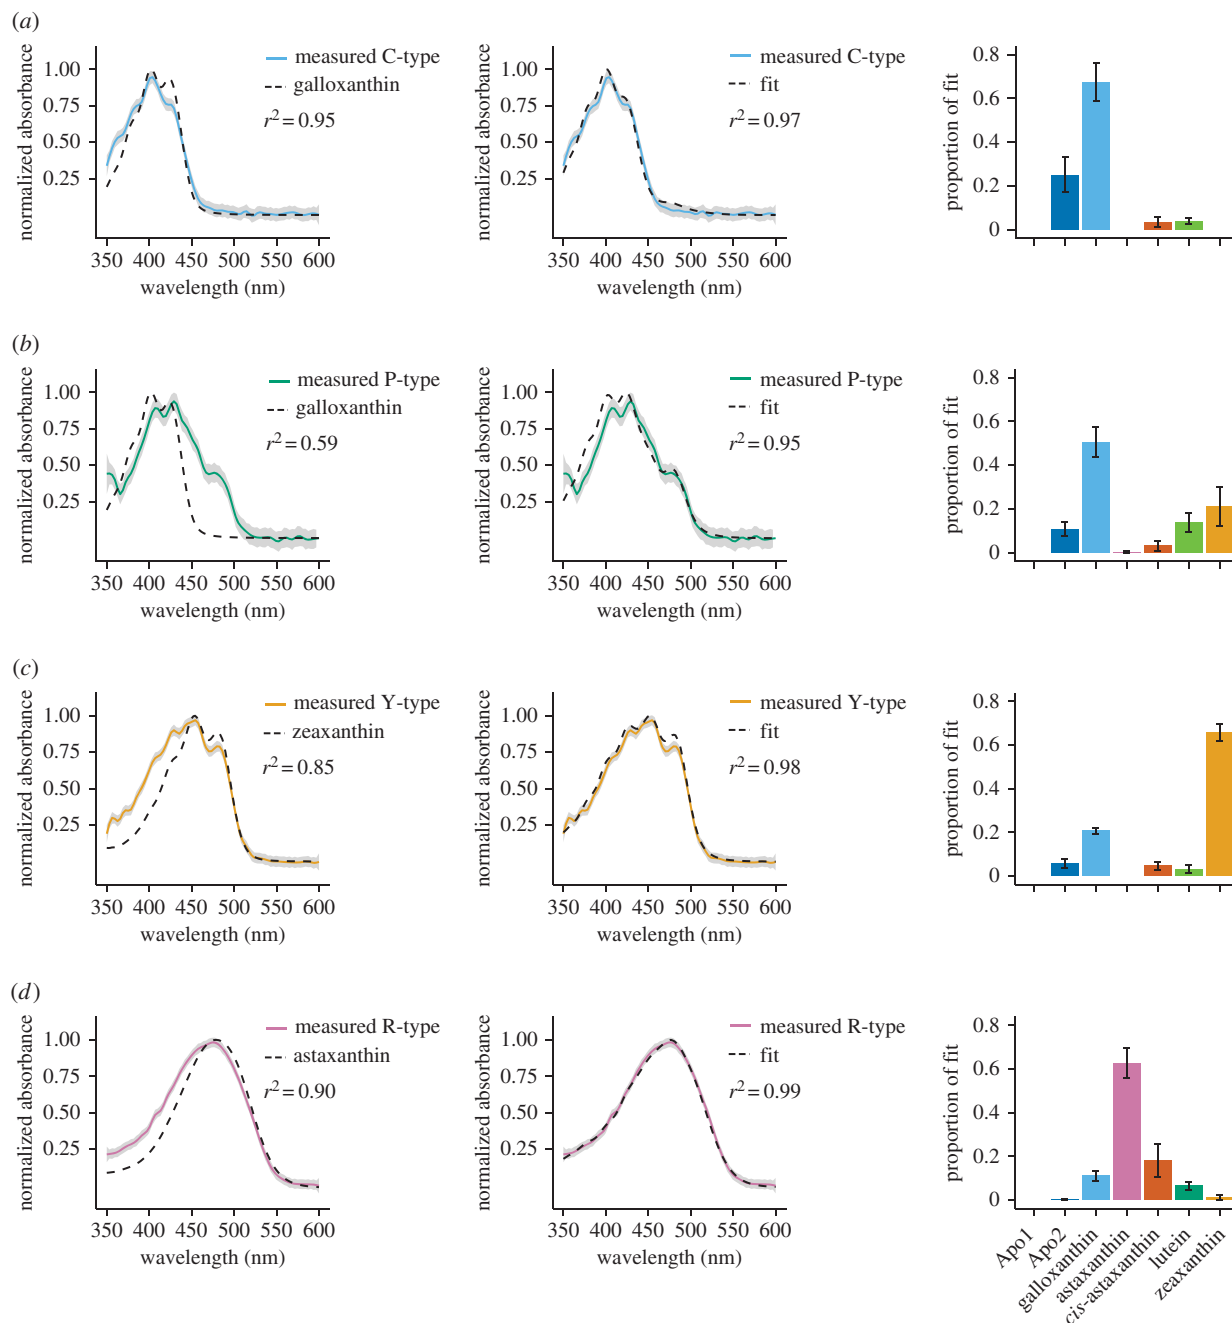 (a)
normalized absorbance
1.00
0.75
0.50
0.25
350 400 450 500 550 600
wavelength (nm)
measured C-type
galloxanthin
r² = 0.95
normalized absorbance
1.00
0.75
0.50
0.25
350 400 450 500 550 600
wavelength (nm)
measured C-type
fit
r² = 0.97
proportion of fit
0.8
0.6
0.4
0.2
0
(b)
normalized absorbance
1.00
0.75
0.50
0.25
350 400 450 500 550 600
wavelength (nm)
measured P-type
galloxanthin
r² = 0.59
normalized absorbance
1.00
0.75
0.50
0.25
350 400 450 500 550 600
wavelength (nm)
measured P-type
fit
r² = 0.95
proportion of fit
0.8
0.6
0.4
0.2
0
(c)
normalized absorbance
1.00
0.75
0.50
0.25
350 400 450 500 550 600
wavelength (nm)
measured Y-type
zeaxanthin
r² = 0.85
normalized absorbance
1.00
0.75
0.50
0.25
350 400 450 500 550 600
wavelength (nm)
measured Y-type
fit
r² = 0.98
proportion of fit
0.8
0.6
0.4
0.2
0
(d)
normalized absorbance
1.00
0.75
0.50
0.25
350 400 450 500 550 600
wavelength (nm)
measured R-type
astaxanthin
r² = 0.90
normalized absorbance
1.00
0.75
0.50
0.25
350 400 450 500 550 600
wavelength (nm)
measured R-type
fit
r² = 0.99
proportion of fit
0.8
0.6
0.4
0.2
0
Apo1
Apo2
galloxanthin
astaxanthin
cis-astaxanthin
lutein
zeaxanthin